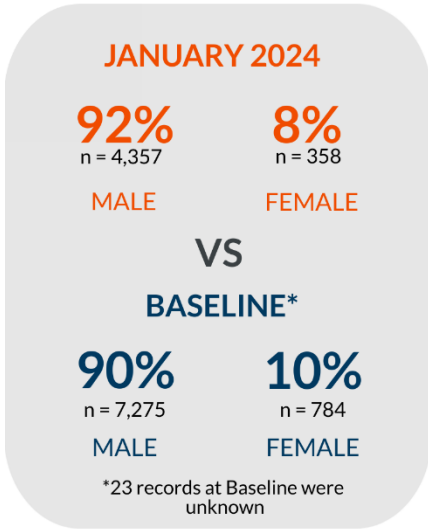 JANUARY 2024
92% 8%
n = 4,357 n = 358
MALE FEMALE
VS
BASELINE*
90% 10%
n = 7,275 n = 784
MALE FEMALE
*23 records at Baseline were
unknown